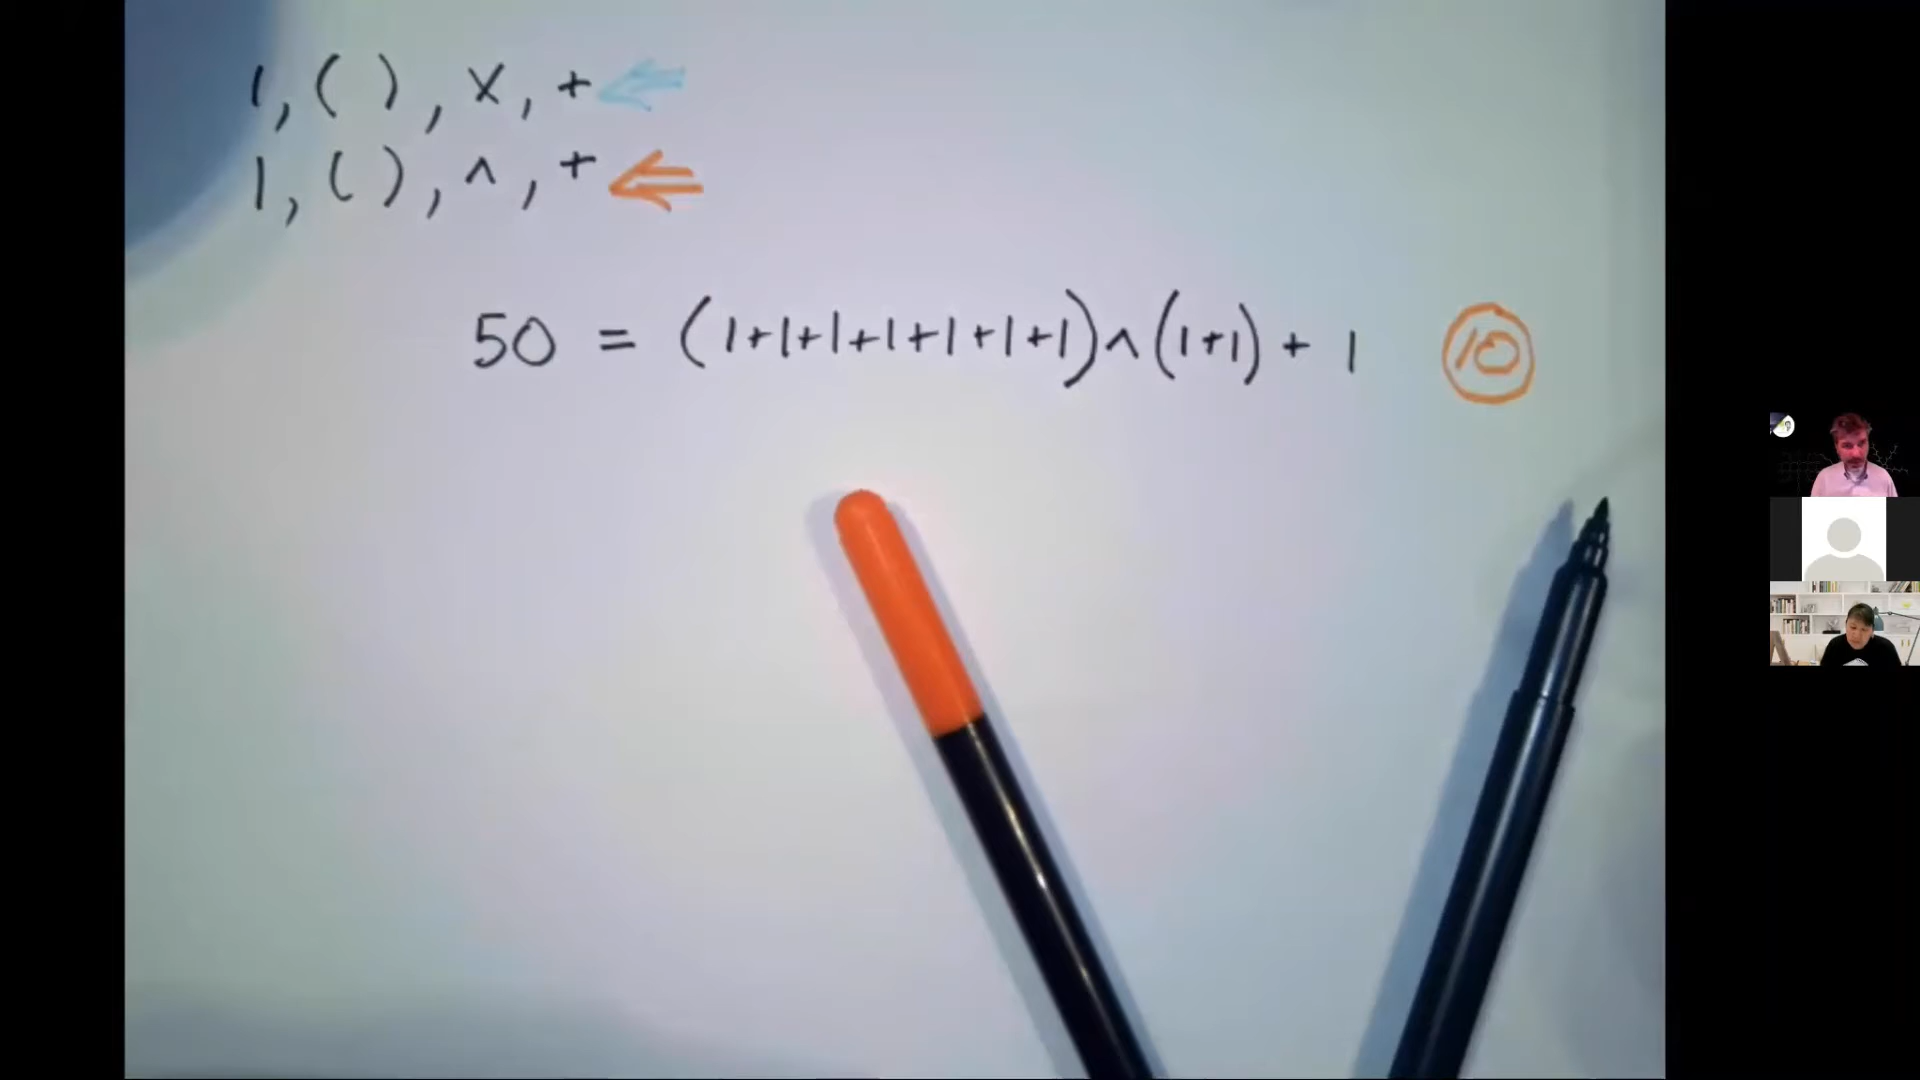 1, ( ), x, +
1, ( ), ^, +
50 = (1+1+1+1+1+1+1)^(1+1) + 1 10